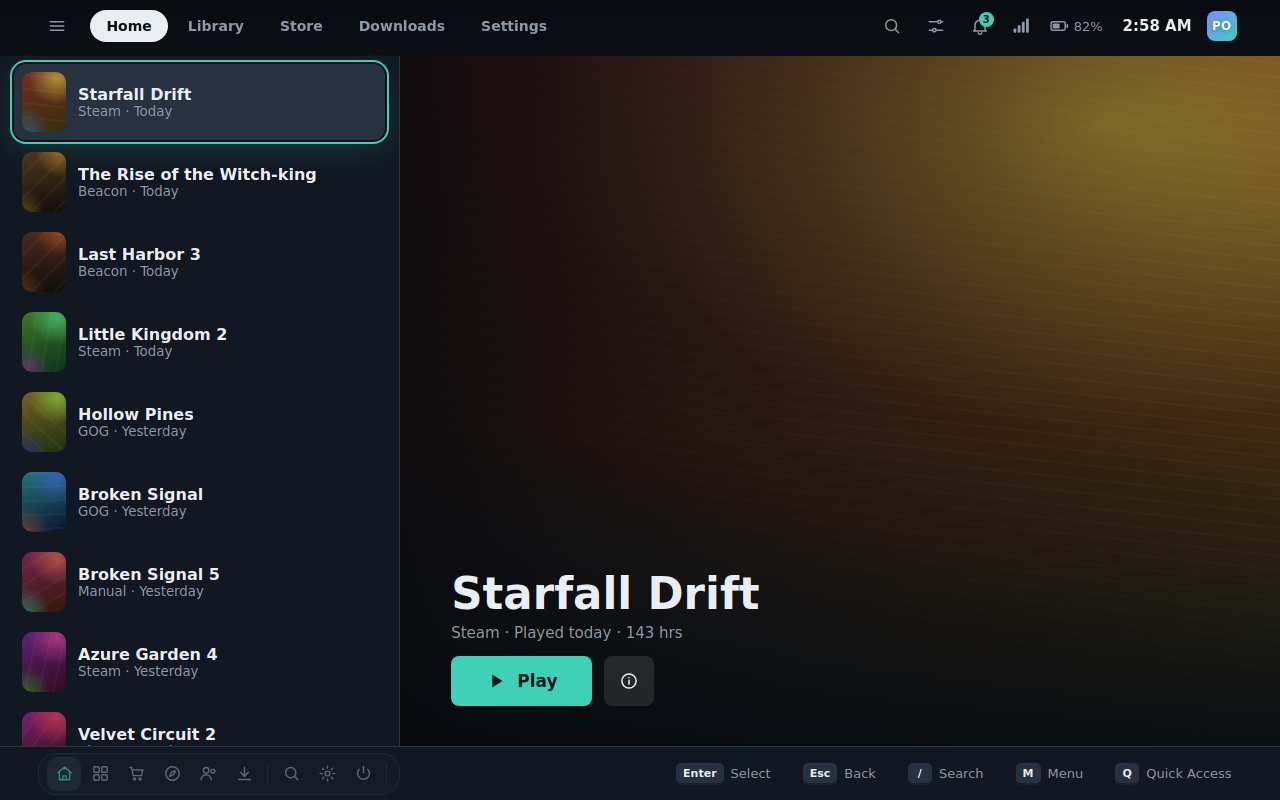 Home Library Store Downloads Settings 3 82% 2:58 AM PO
Starfall Drift
Steam · Today
The Rise of the Witch-king
Beacon · Today
Last Harbor 3
Beacon · Today
Little Kingdom 2
Steam · Today
Hollow Pines
GOG · Yesterday
Broken Signal
GOG · Yesterday
Broken Signal 5
Manual · Yesterday
Azure Garden 4
Steam · Yesterday
Velvet Circuit 2
Starfall Drift
Steam · Played today · 143 hrs
Play
Enter Select Esc Back / Search M Menu Q Quick Access